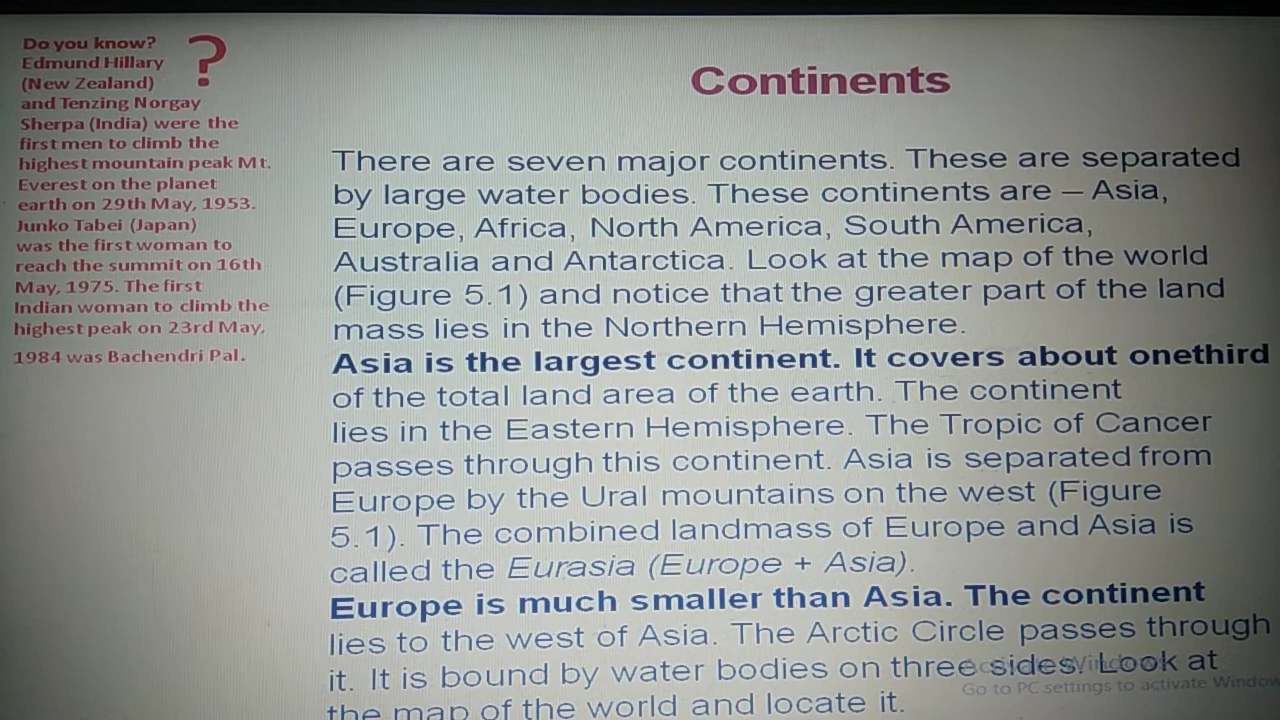 Do you know?
Edmund Hillary
(New Zealand)
and Tenzing Norgay
Sherpa (India) were the
first men to climb the
highest mountain peak Mt.
Everest on the planet
earth on 29th May, 1953.
Junko Tabei (Japan)
was the first woman to
reach the summit on 16th
May, 1975. The first
Indian woman to climb the
highest peak on 23rd May,
1984 was Bachendri Pal.
?
Continents
There are seven major continents. These are separated
by large water bodies. These continents are – Asia,
Europe, Africa, North America, South America,
Australia and Antarctica. Look at the map of the world
(Figure 5.1) and notice that the greater part of the land
mass lies in the Northern Hemisphere.
Asia is the largest continent. It covers about onethird
of the total land area of the earth. The continent
lies in the Eastern Hemisphere. The Tropic of Cancer
passes through this continent. Asia is separated from
Europe by the Ural mountains on the west (Figure
5.1). The combined landmass of Europe and Asia is
called the Eurasia (Europe + Asia).
Europe is much smaller than Asia. The continent
lies to the west of Asia. The Arctic Circle passes through
it. It is bound by water bodies on three sides. Look at
the map of the world and locate it.
Activate Windows
Go to PC settings to activate Window